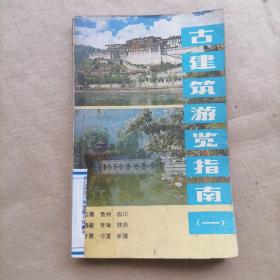 古建筑游览指南
(一)
云南 贵州 四川
西藏 青海 陕西
甘肃 宁夏 新疆